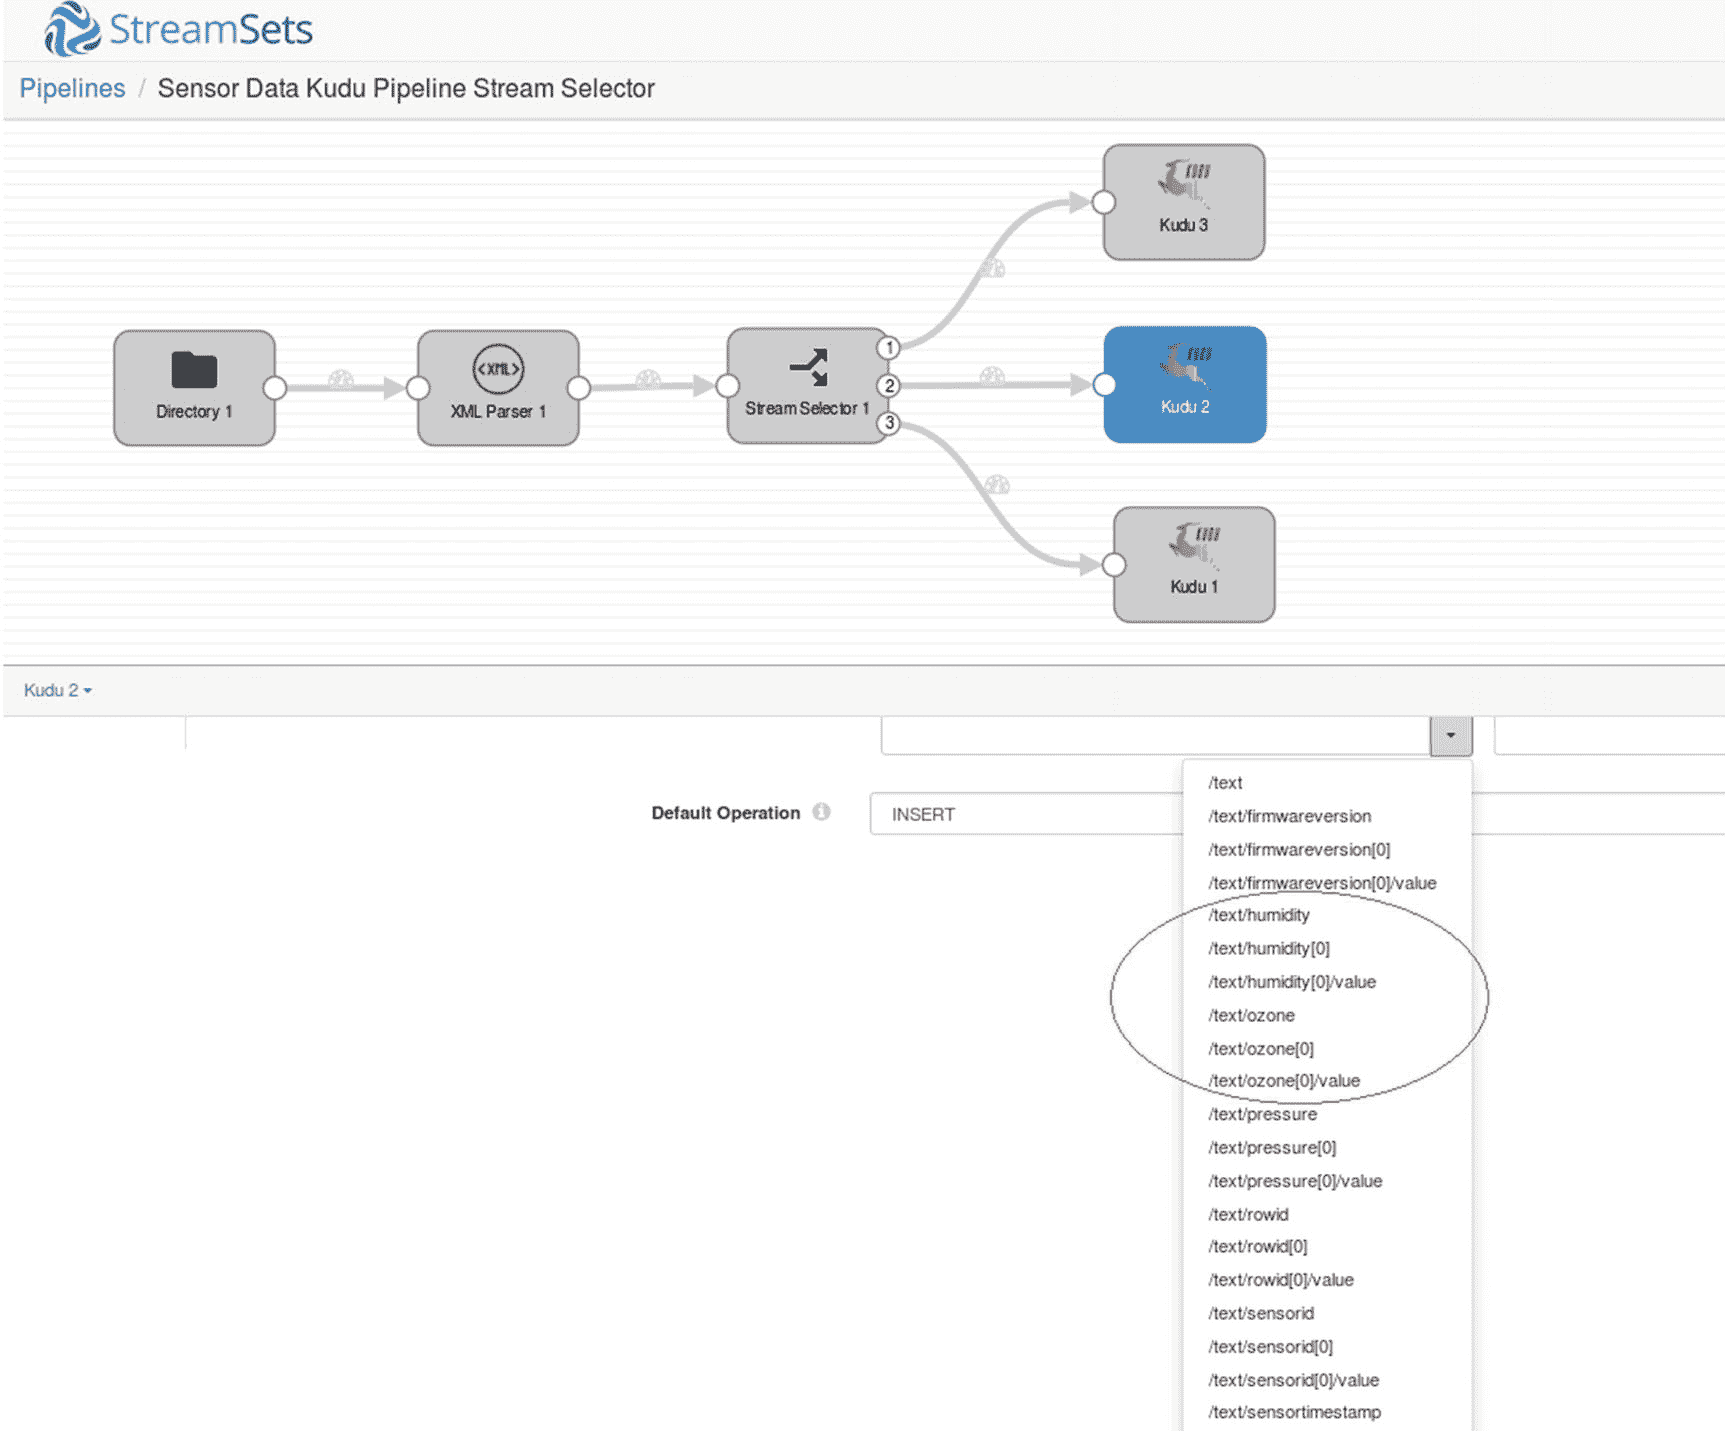 StreamSets
Pipelines / Sensor Data Kudu Pipeline Stream Selector
Kudu 3
Directory 1
<XML>
XML Parser 1
Stream Selector 1
1
2
3
Kudu 2
Kudu 1
Kudu 2
/text
Default Operation
INSERT
/text/firmwareversion
/text/firmwareversion[0]
/text/firmwareversion[0]/value
/text/humidity
/text/humidity[0]
/text/humidity[0]/value
/text/ozone
/text/ozone[0]
/text/ozone[0]/value
/text/pressure
/text/pressure[0]
/text/pressure[0]/value
/text/rowid
/text/rowid[0]
/text/rowid[0]/value
/text/sensorid
/text/sensorid[0]
/text/sensorid[0]/value
/text/sensortimestamp